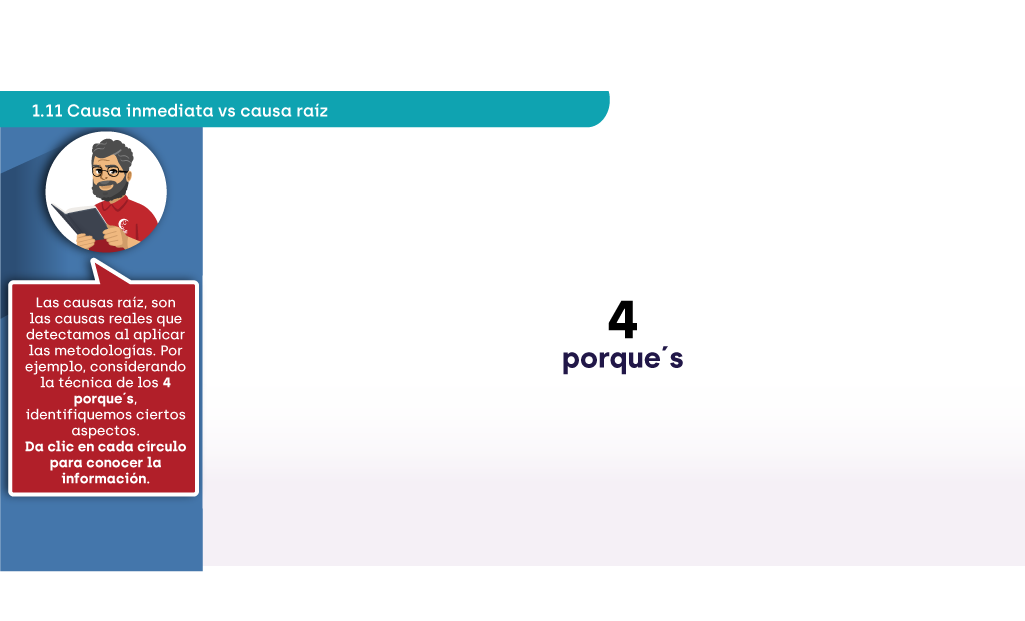 1.11 Causa inmediata vs causa raíz
Las causas raíz, son
las causas reales que
detectamos al aplicar
las metodologías. Por
ejemplo, considerando
la técnica de los 4
porque´s,
identifiquemos ciertos
aspectos.
Da clic en cada círculo
para conocer la
información.
4
porque´s